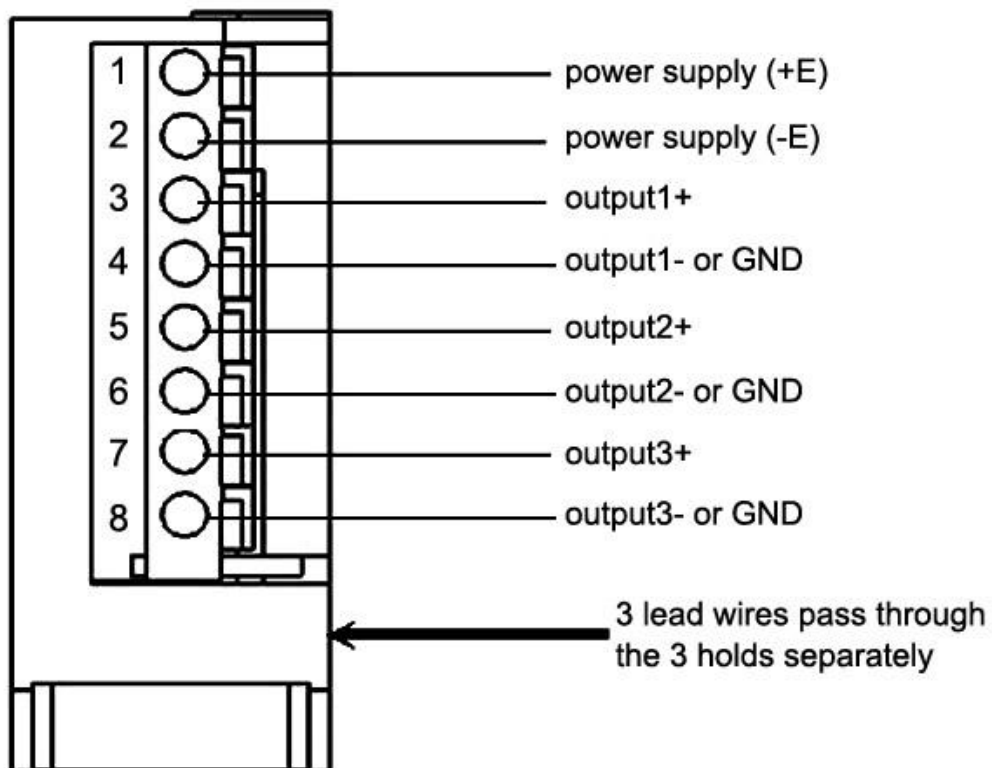 1 power supply (+E)
2 power supply (-E)
3 output1+
4 output1- or GND
5 output2+
6 output2- or GND
7 output3+
8 output3- or GND
3 lead wires pass through
the 3 holds separately